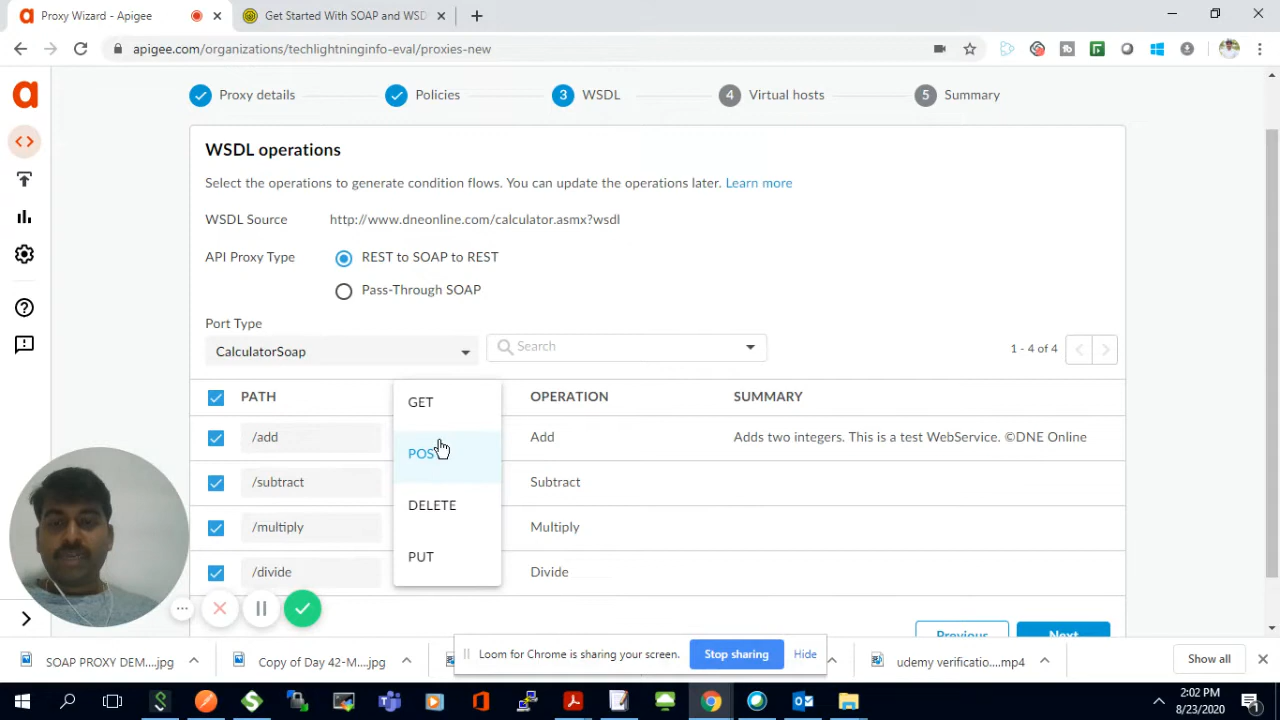 Proxy Wizard - Apigee
Get Started With SOAP and WSD
apigee.com/organizations/techlightninginfo-eval/proxies-new
Proxy details
Policies
3 WSDL
4 Virtual hosts
5 Summary
WSDL operations
Select the operations to generate condition flows. You can update the operations later. Learn more
WSDL Source http://www.dneonline.com/calculator.asmx?wsdl
API Proxy Type REST to SOAP to REST
Pass-Through SOAP
Port Type
CalculatorSoap
Search
1 - 4 of 4
PATH
GET
OPERATION
SUMMARY
/add
POS
Add
Adds two integers. This is a test WebService. ©DNE Online
/subtract
DELETE
Subtract
/multiply
PUT
Multiply
/divide
Divide
Previous
Next
Loom for Chrome is sharing your screen.
Stop sharing
Hide
SOAP PROXY DEM....jpg
Copy of Day 42-M....jpg
udemy verificatio....mp4
Show all
2:02 PM
8/23/2020
1